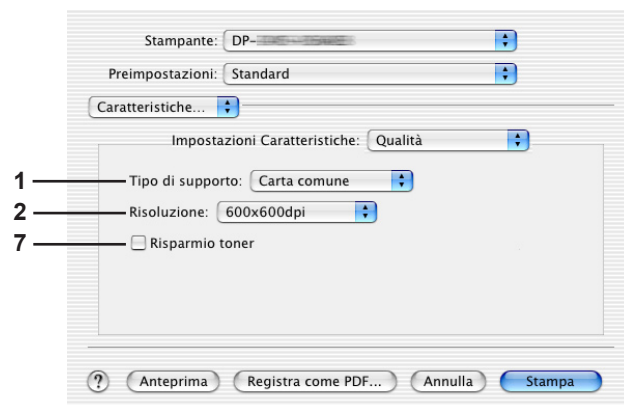 Stampante: DP-
Preimpostazioni: Standard
Caratteristiche...
Impostazioni Caratteristiche: Qualità
1 Tipo di supporto: Carta comune
2 Risoluzione: 600x600dpi
7 Risparmio toner
? Anteprima Registra come PDF... Annulla Stampa